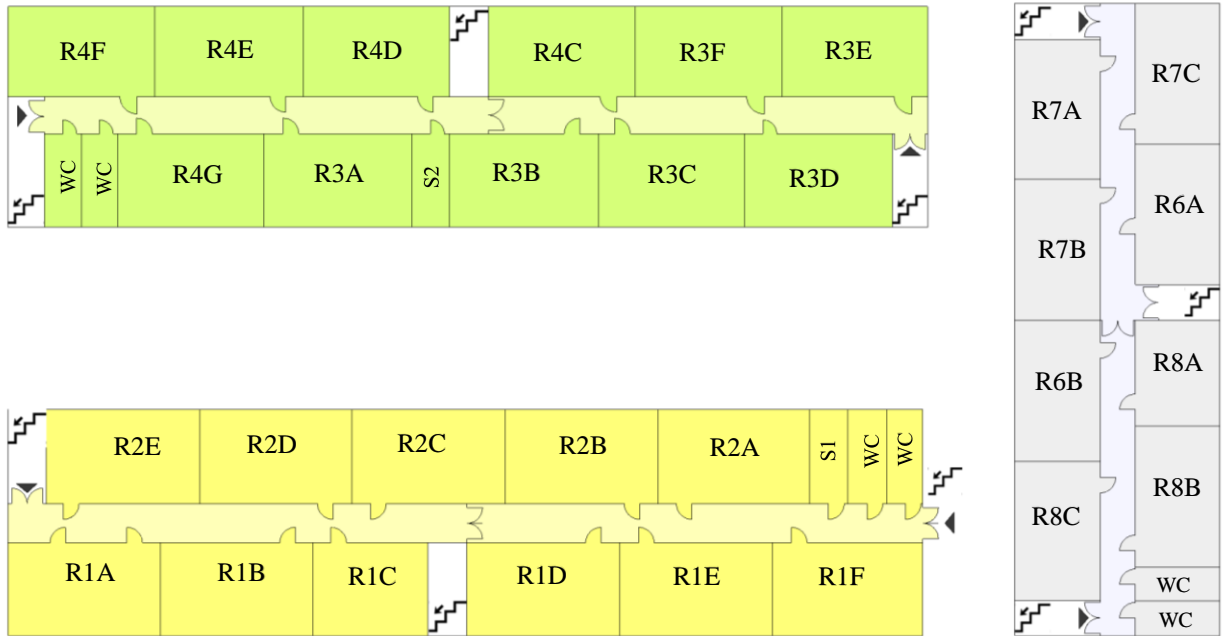 R4F R4E R4D R4C R3F R3E
WC WC R4G R3A S2 R3B R3C R3D
R2E R2D R2C R2B R2A S1 WC WC
R1A R1B R1C R1D R1E R1F
R7C
R7A
R6A
R7B
R8A
R6B
R8B
R8C
WC
WC